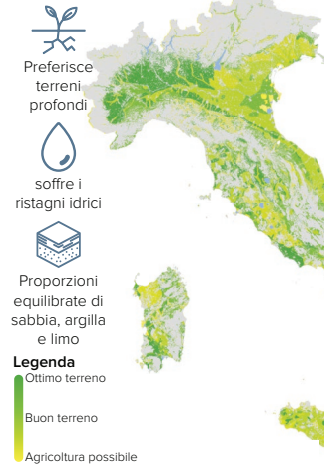 Preferisce
terreni
profondi
soffre i
ristagni idrici
Proporzioni
equilibrate di
sabbia, argilla
e limo
Legenda
Ottimo terreno
Buon terreno
Agricoltura possibile